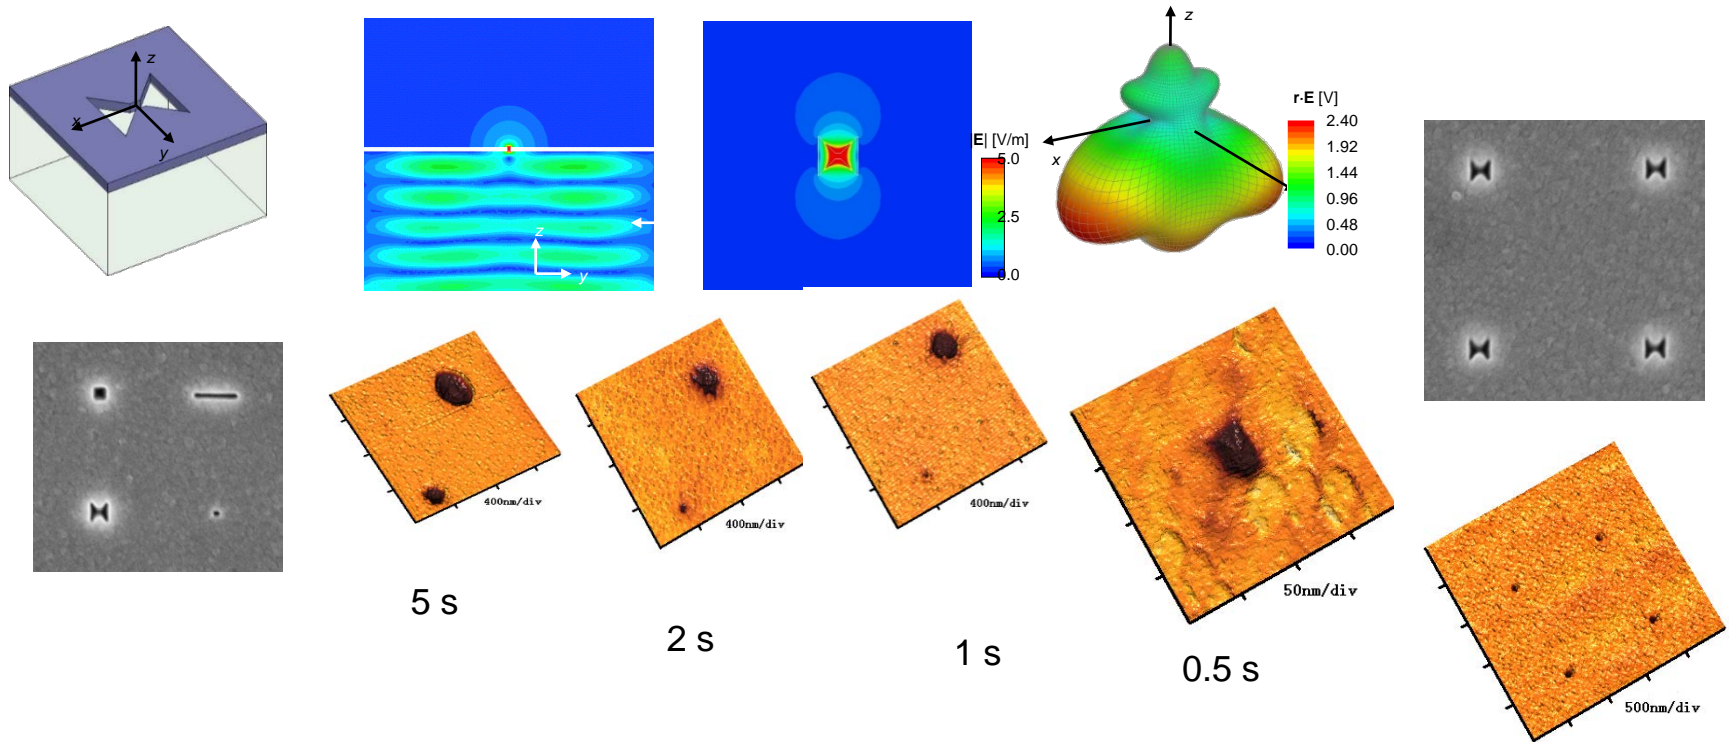 z
x
y
z
y
|E| [V/m]
5.0
2.5
0.0
z
x
r·E [V]
2.40
1.92
1.44
0.96
0.48
0.00
400nm/div
400nm/div
400nm/div
50nm/div
500nm/div
5 s
2 s
1 s
0.5 s